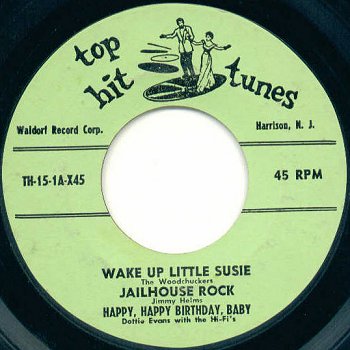 top hit tunes
Waldorf Record Corp.
Harrison, N. J.
TH-15-1A-X45
45 RPM
WAKE UP LITTLE SUSIE
The Woodchuckers
JAILHOUSE ROCK
Jimmy Helms
HAPPY, HAPPY BIRTHDAY, BABY
Dottie Evans with the Hi-Fi's